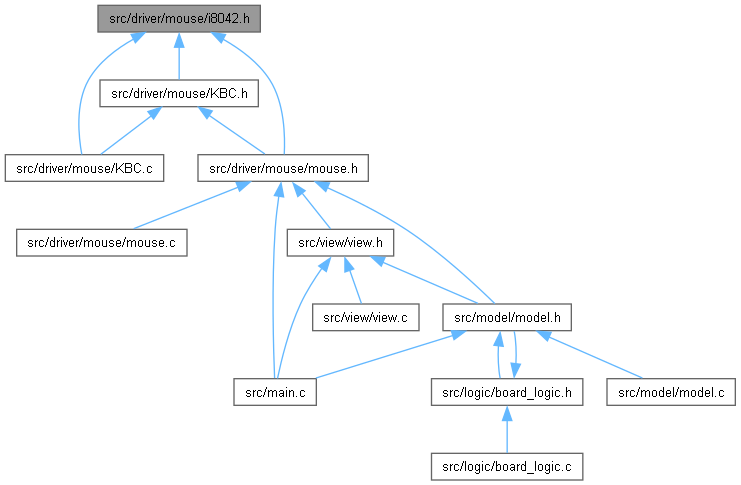 src/driver/mouse/i8042.h
src/driver/mouse/KBC.h
src/driver/mouse/KBC.c
src/driver/mouse/mouse.h
src/driver/mouse/mouse.c
src/view/view.h
src/view/view.c
src/model/model.h
src/main.c
src/logic/board_logic.h
src/model/model.c
src/logic/board_logic.c